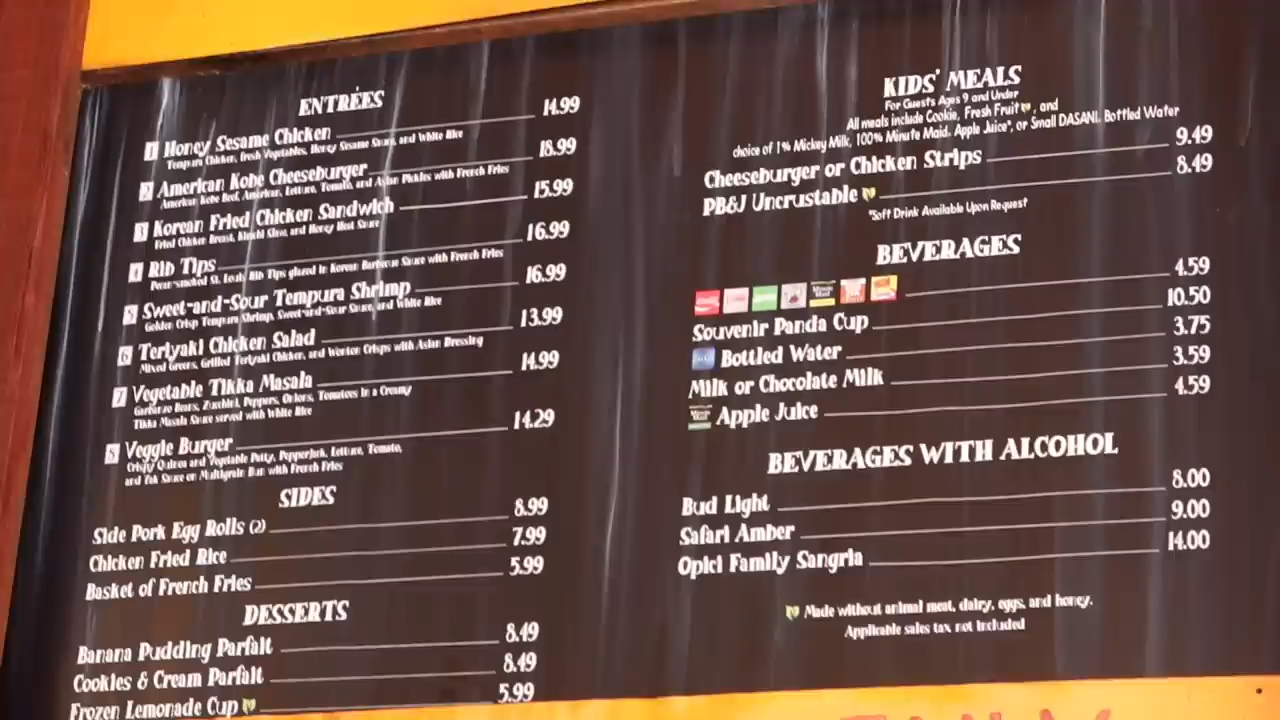 ENTRÉES
1 Honey Sesame Chicken 14.99
Tempura Chicken, fresh Vegetables, Honey Sesame Sauce, and White Rice
2 American Kobe Cheeseburger 18.99
American Kobe Beef, American, Lettuce, Tomato, and Asian Pickles with French Fries
3 Korean Fried Chicken Sandwich 15.99
Fried Chicken Breast, Kimchi Slaw, and Honey Heat Sauce
4 Rib Tips 16.99
Pecan-smoked St. Louis Rib Tips glazed in Korean Barbecue Sauce with French Fries
5 Sweet-and-Sour Tempura Shrimp 16.99
Golden Crisp Tempura Shrimp, Sweet-and-Sour Sauce, and White Rice
6 Teriyaki Chicken Salad 13.99
Mixed Greens, Grilled Teriyaki Chicken, and Wonton Crisps with Asian Dressing
7 Vegetable Tikka Masala 14.99
Garbanzo Beans, Zucchini, Peppers, Onions, Tomatoes in a Creamy
Tikka Masala Sauce served with White Rice
8 Veggie Burger 14.29
Crispy Quinoa and Vegetable Patty, Pepperjack, Lettuce, Tomato,
and Yak Sauce on Multigrain Bun with French Fries
SIDES
Side Pork Egg Rolls (2) 8.99
Chicken Fried Rice 7.99
Basket of French Fries 5.99
DESSERTS
Banana Pudding Parfait 8.49
Cookies & Cream Parfait 8.49
Frozen Lemonade Cup 5.99
KIDS' MEALS
For Guests Ages 9 and Under
All meals include Cookie, Fresh Fruit, and
choice of 1% Mickey Milk, 100% Minute Maid. Apple Juice*, or Small DASANI. Bottled Water
Cheeseburger or Chicken Strips 9.49
PB&J Uncrustable 8.49
*Soft Drink Available Upon Request
BEVERAGES
4.59
Souvenir Panda Cup 10.50
Bottled Water 3.75
Milk or Chocolate Milk 3.59
Apple Juice 4.59
BEVERAGES WITH ALCOHOL
Bud Light 8.00
Safari Amber 9.00
Opici Family Sangria 14.00
Made without animal meat, dairy, eggs, and honey.
Applicable sales tax not included